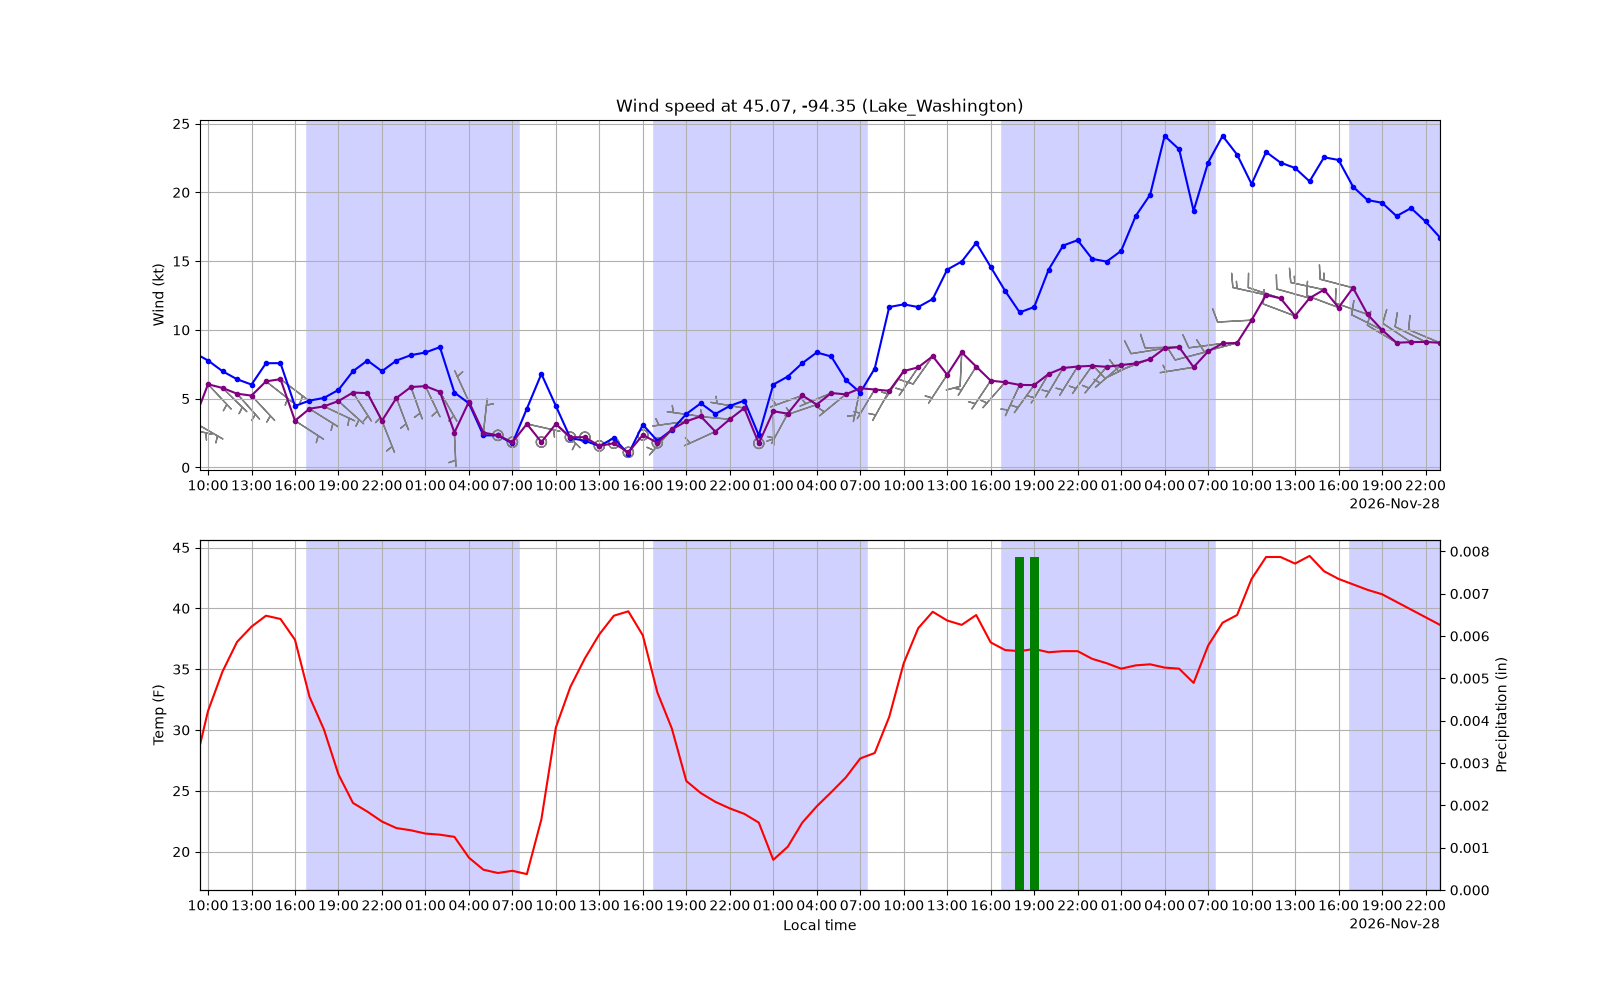 Wind speed at 45.07, -94.35 (Lake_Washington)
25
20
15
10
5
0
Wind (kt)
10:00 13:00 16:00 19:00 22:00 01:00 04:00 07:00 10:00 13:00 16:00 19:00 22:00 01:00 04:00 07:00 10:00 13:00 16:00 19:00 22:00 01:00 04:00 07:00 10:00 13:00 16:00 19:00 22:00
2026-Nov-28
45
40
35
30
25
20
Temp (F)
0.008
0.007
0.006
0.005
0.004
0.003
0.002
0.001
0.000
Precipitation (in)
10:00 13:00 16:00 19:00 22:00 01:00 04:00 07:00 10:00 13:00 16:00 19:00 22:00 01:00 04:00 07:00 10:00 13:00 16:00 19:00 22:00 01:00 04:00 07:00 10:00 13:00 16:00 19:00 22:00
Local time
2026-Nov-28